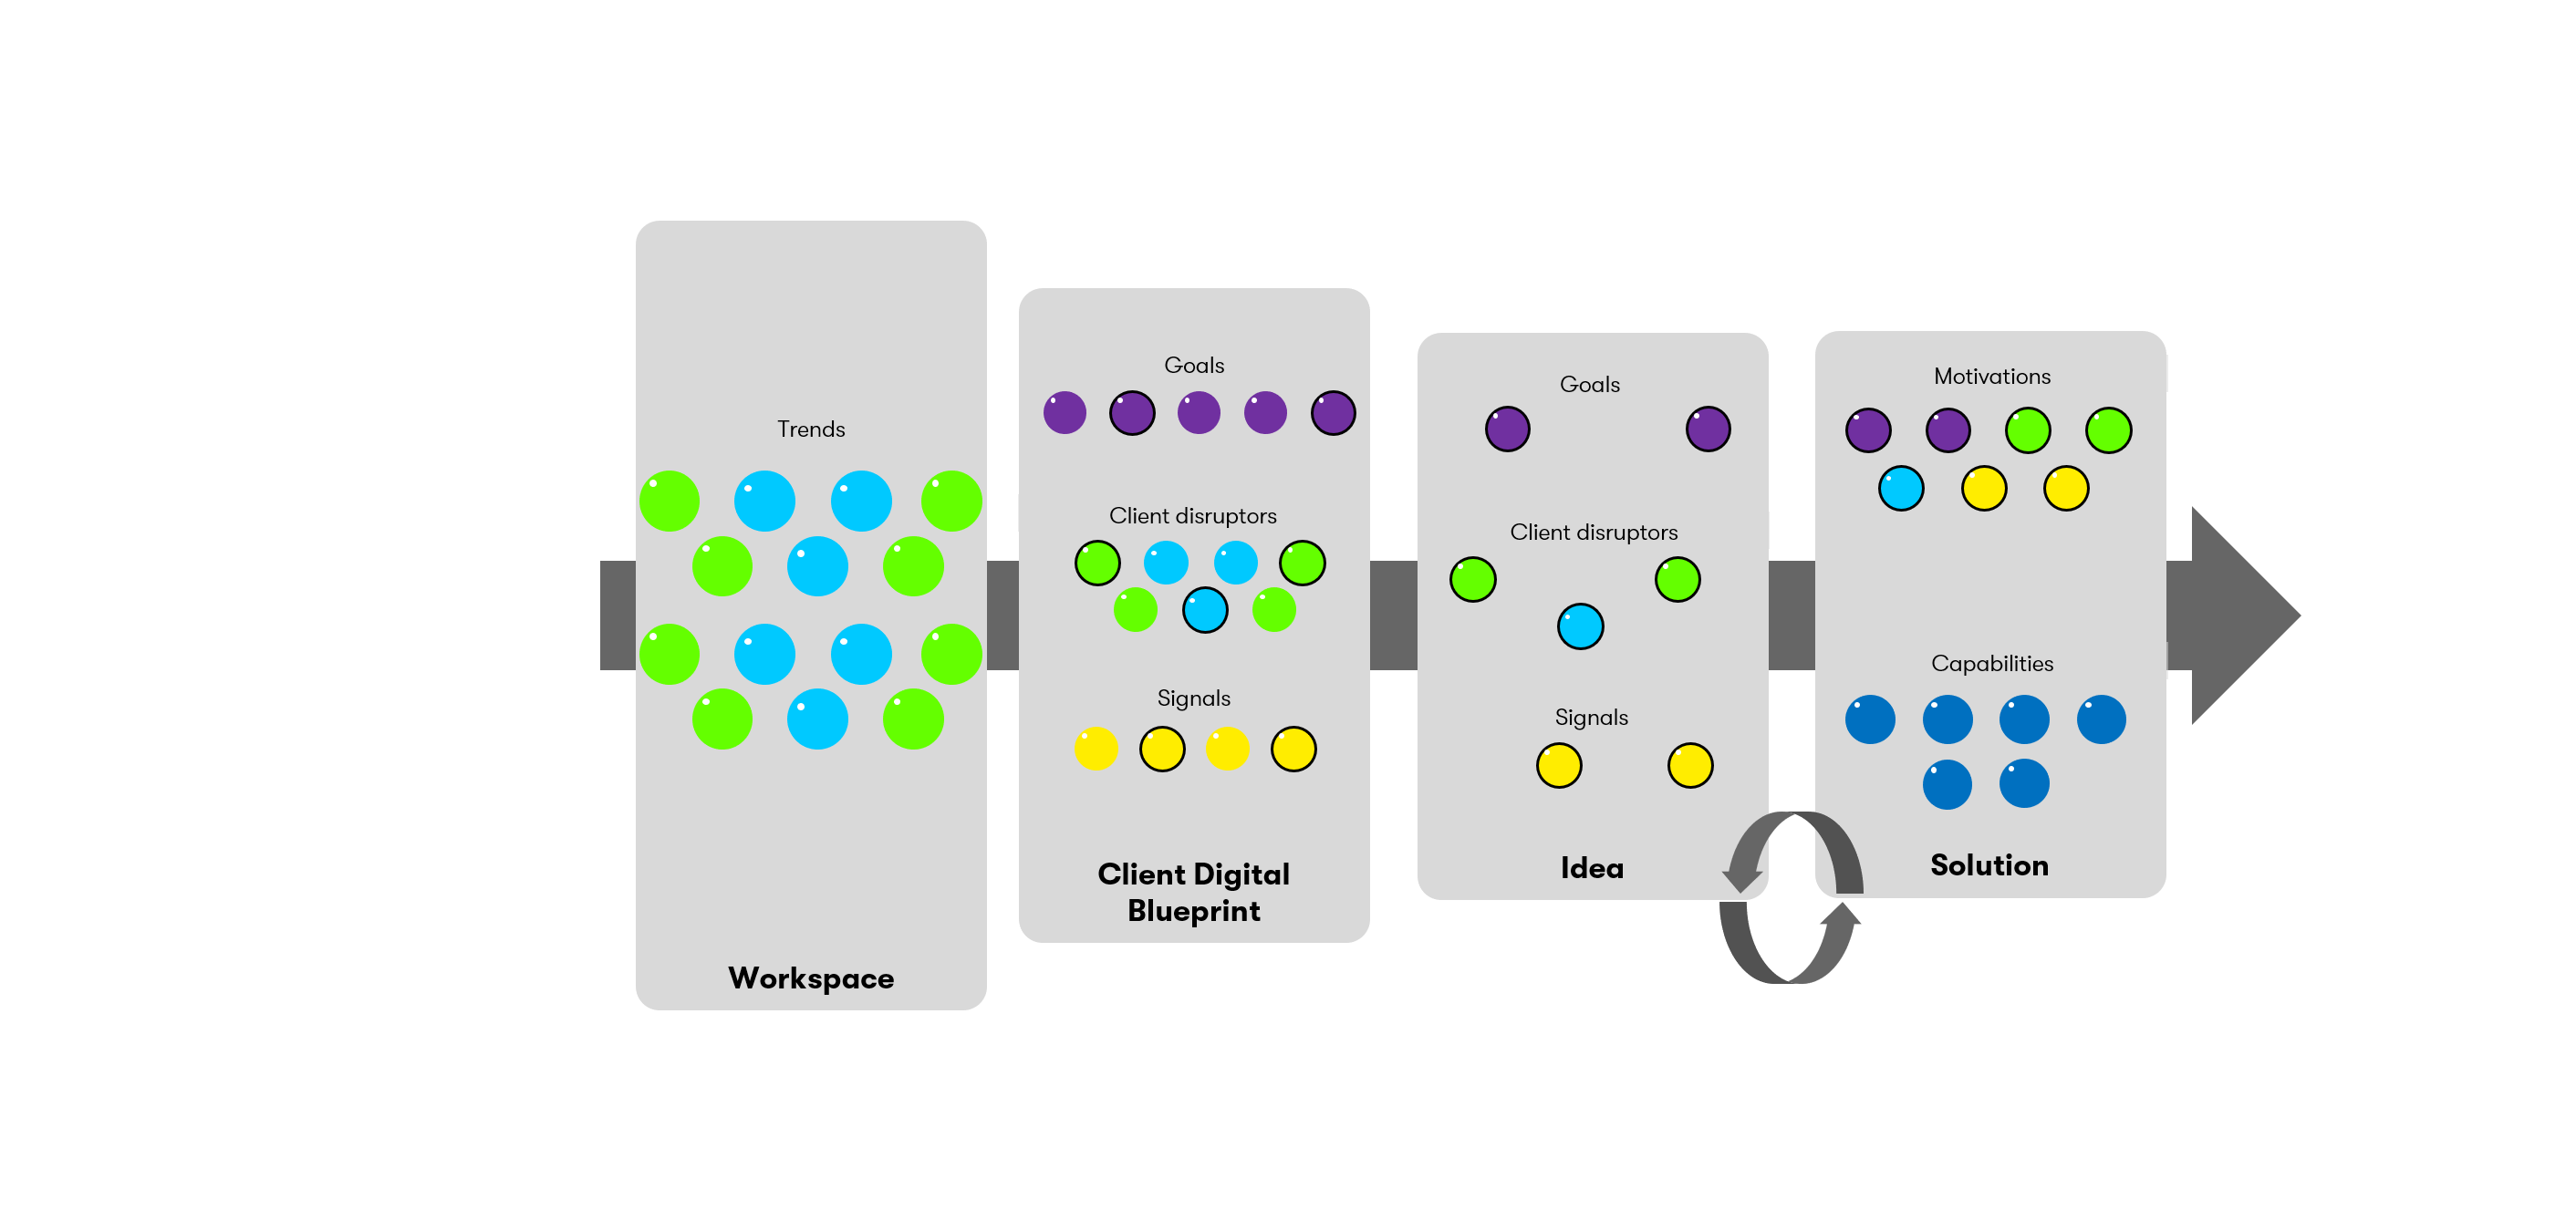 Trends
Workspace
Goals
Client disruptors
Signals
Client Digital
Blueprint
Goals
Client disruptors
Signals
Idea
Motivations
Capabilities
Solution